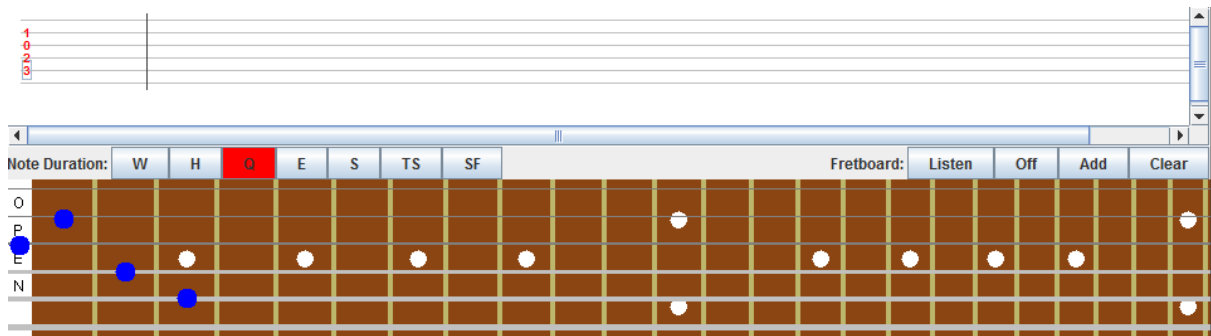 1
0
2
3
Note Duration: W H Q E S TS SF Fretboard: Listen Off Add Clear
O
P
E
N